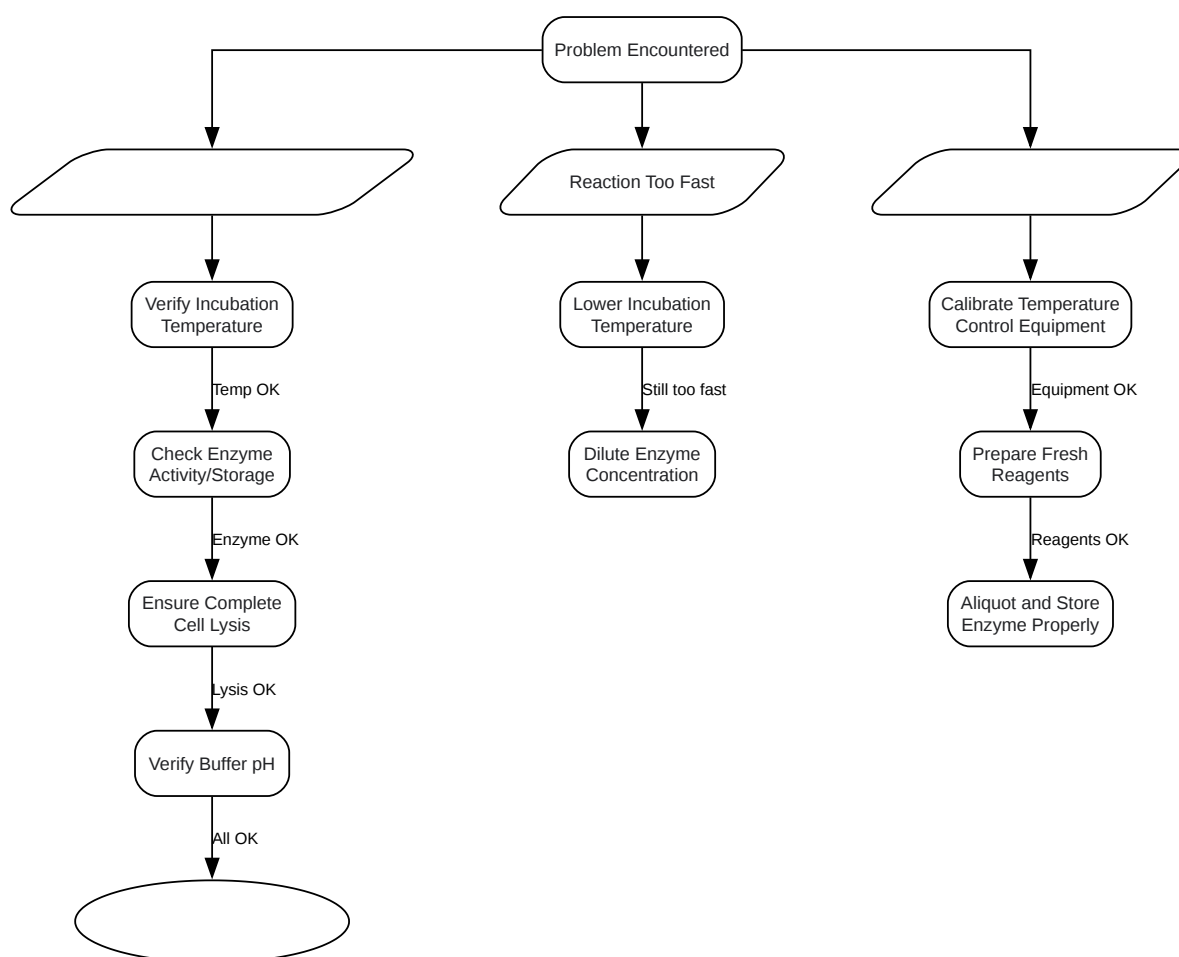 Problem Encountered
Reaction Too Fast
Verify Incubation
Temperature
Lower Incubation
Temperature
Calibrate Temperature
Control Equipment
Temp OK
Still too fast
Equipment OK
Check Enzyme
Activity/Storage
Dilute Enzyme
Concentration
Prepare Fresh
Reagents
Enzyme OK
Reagents OK
Ensure Complete
Cell Lysis
Aliquot and Store
Enzyme Properly
Lysis OK
Verify Buffer pH
All OK